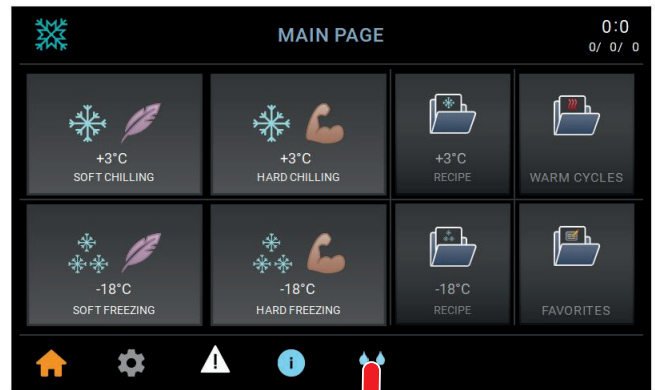 MAIN PAGE
0:0
0/ 0/ 0
+3°C
SOFT CHILLING
+3°C
HARD CHILLING
+3°C
RECIPE
WARM CYCLES
-18°C
SOFT FREEZING
-18°C
HARD FREEZING
-18°C
RECIPE
FAVORITES